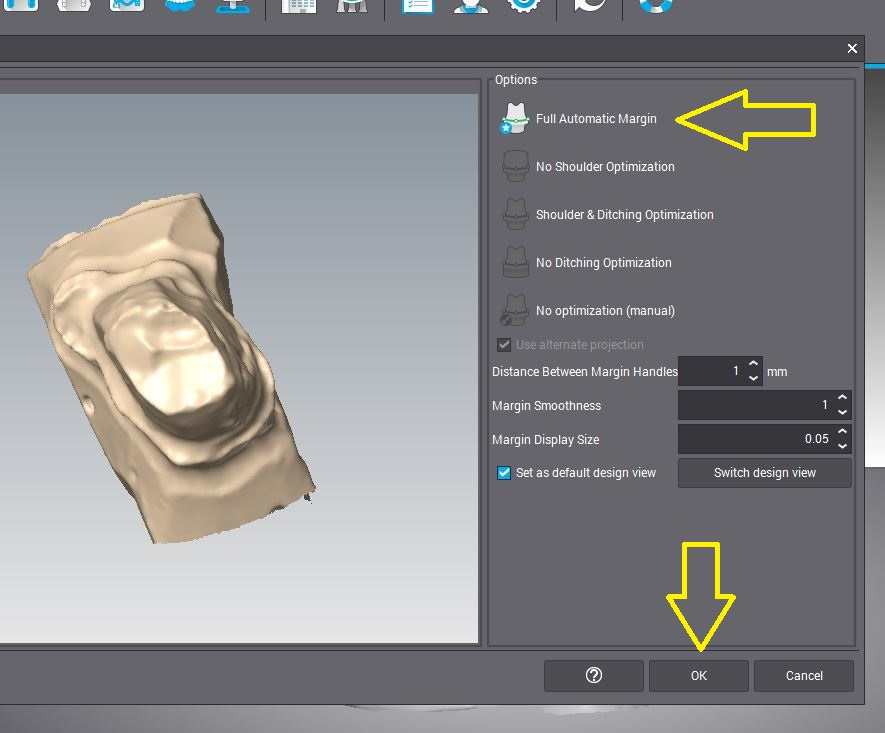 Options
Full Automatic Margin
No Shoulder Optimization
Shoulder & Ditching Optimization
No Ditching Optimization
No optimization (manual)
Use alternate projection
Distance Between Margin Handles 1 mm
Margin Smoothness 1
Margin Display Size 0.05
Set as default design view Switch design view
? OK Cancel